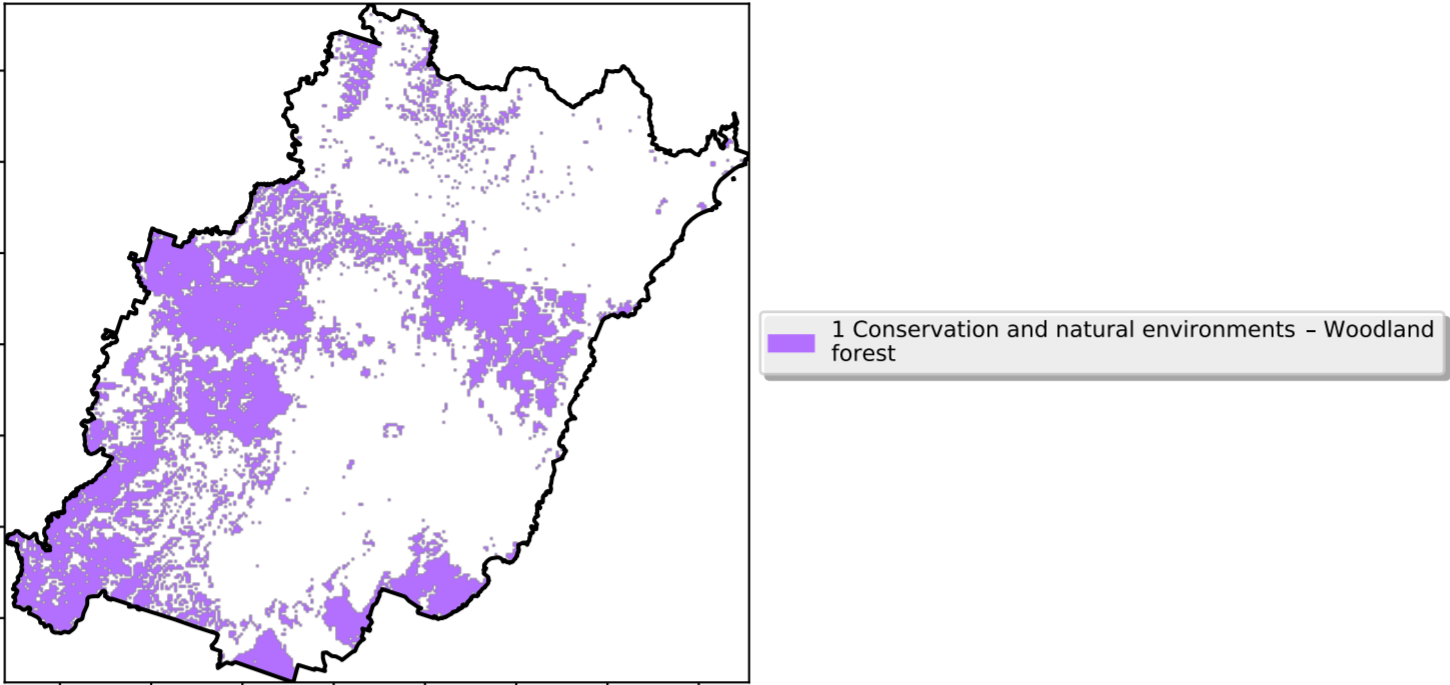 1 Conservation and natural environments – Woodland
forest